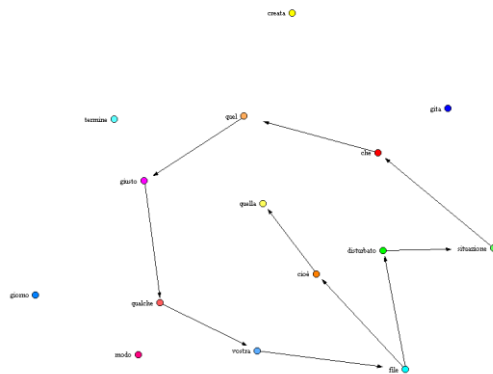 creata
gita
quel
termine
che
giusto
quella
disturbato
situazione
cioè
giorno
qualche
vostra
modo
file